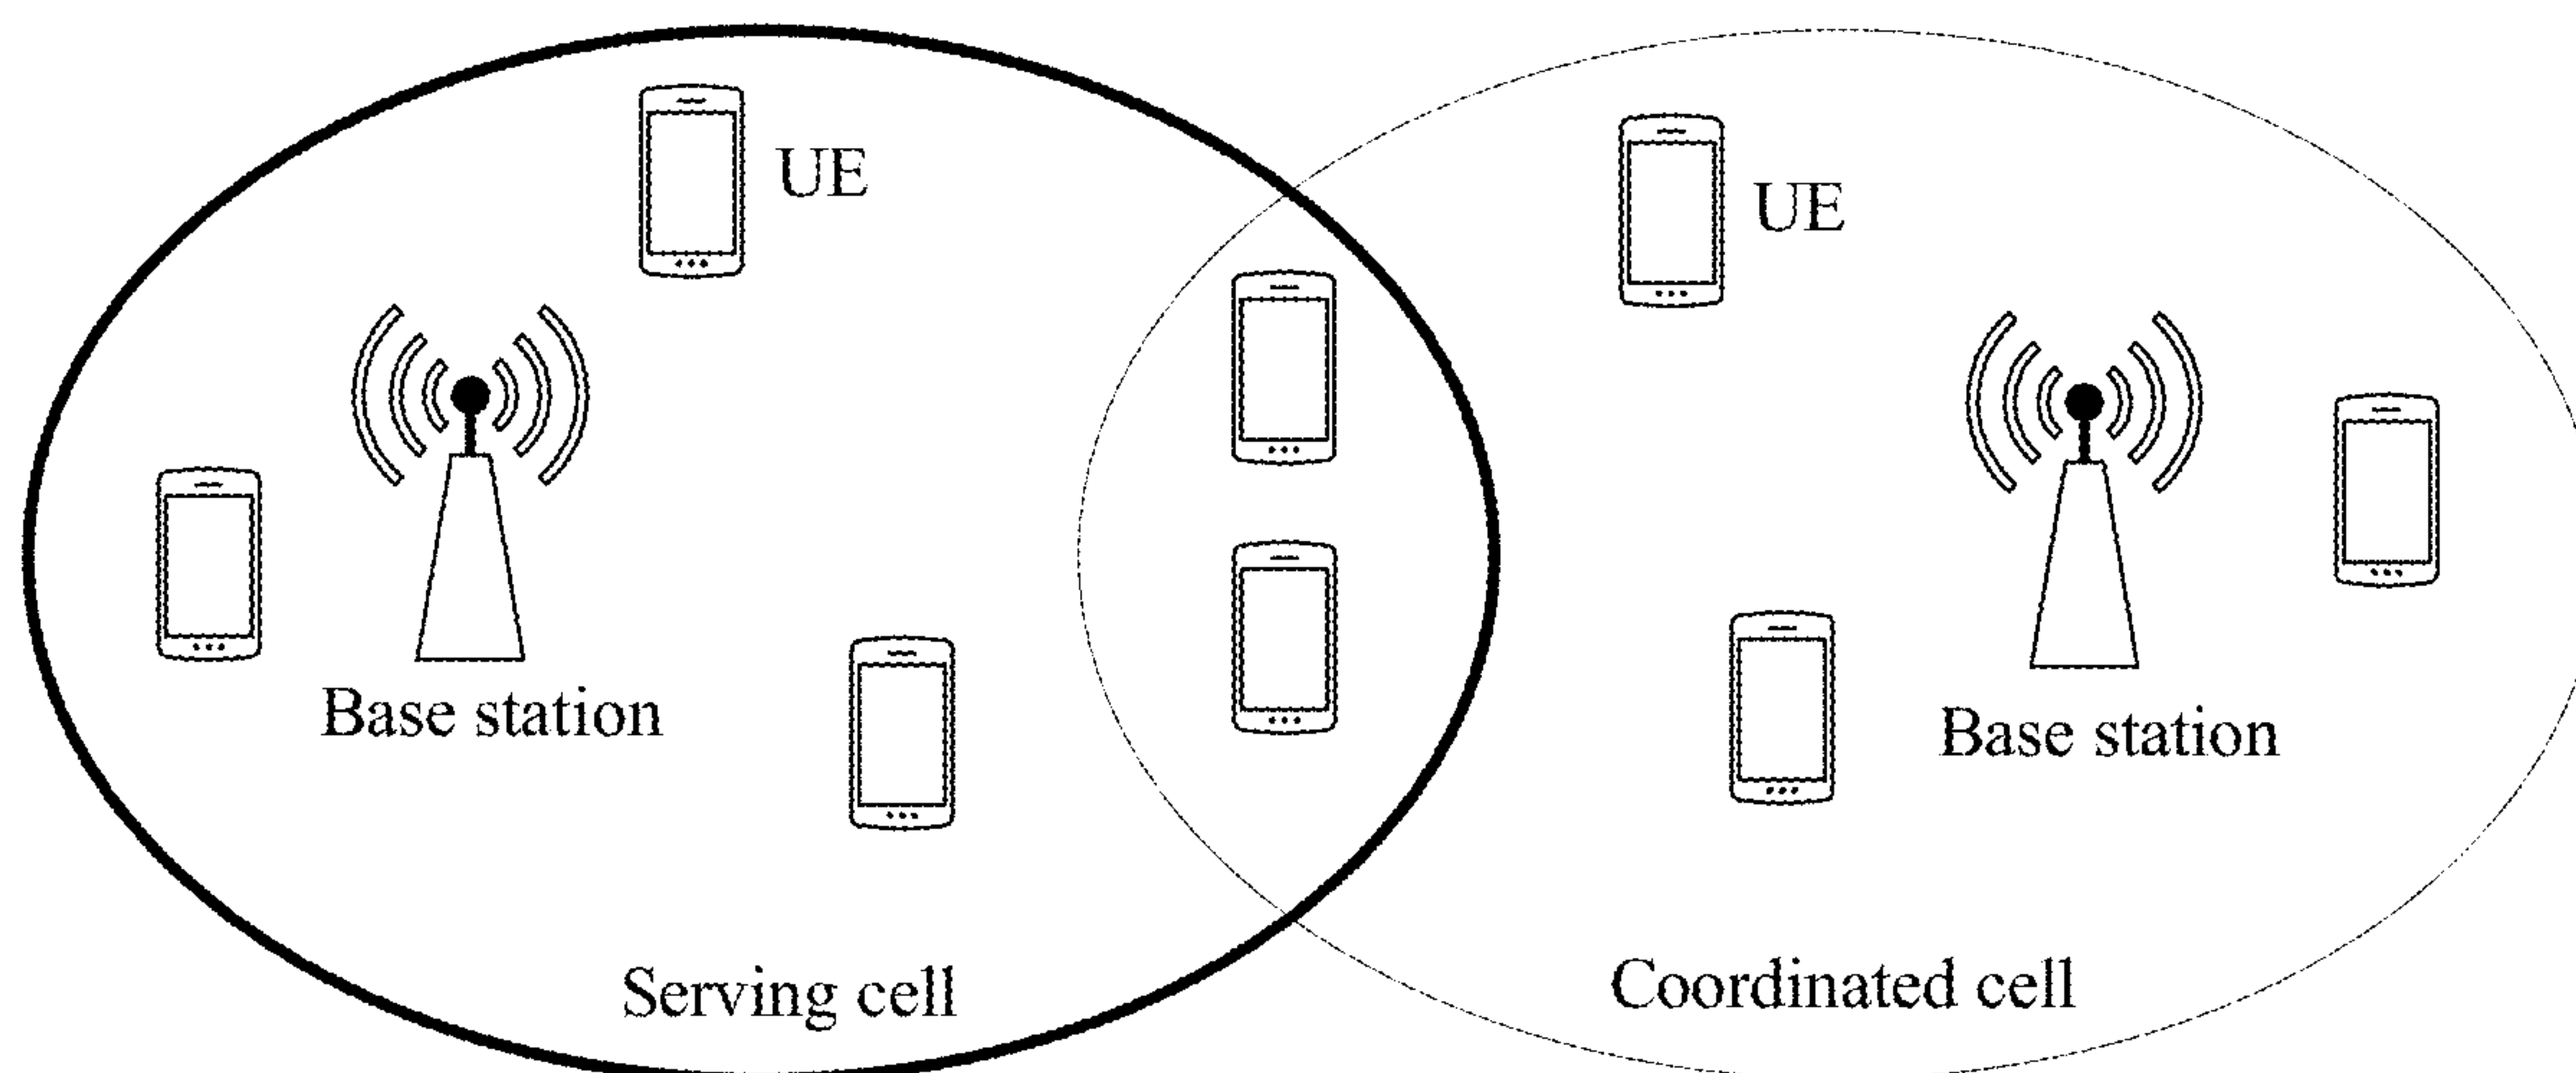 UE
UE
Base station
Base station
Serving cell
Coordinated cell